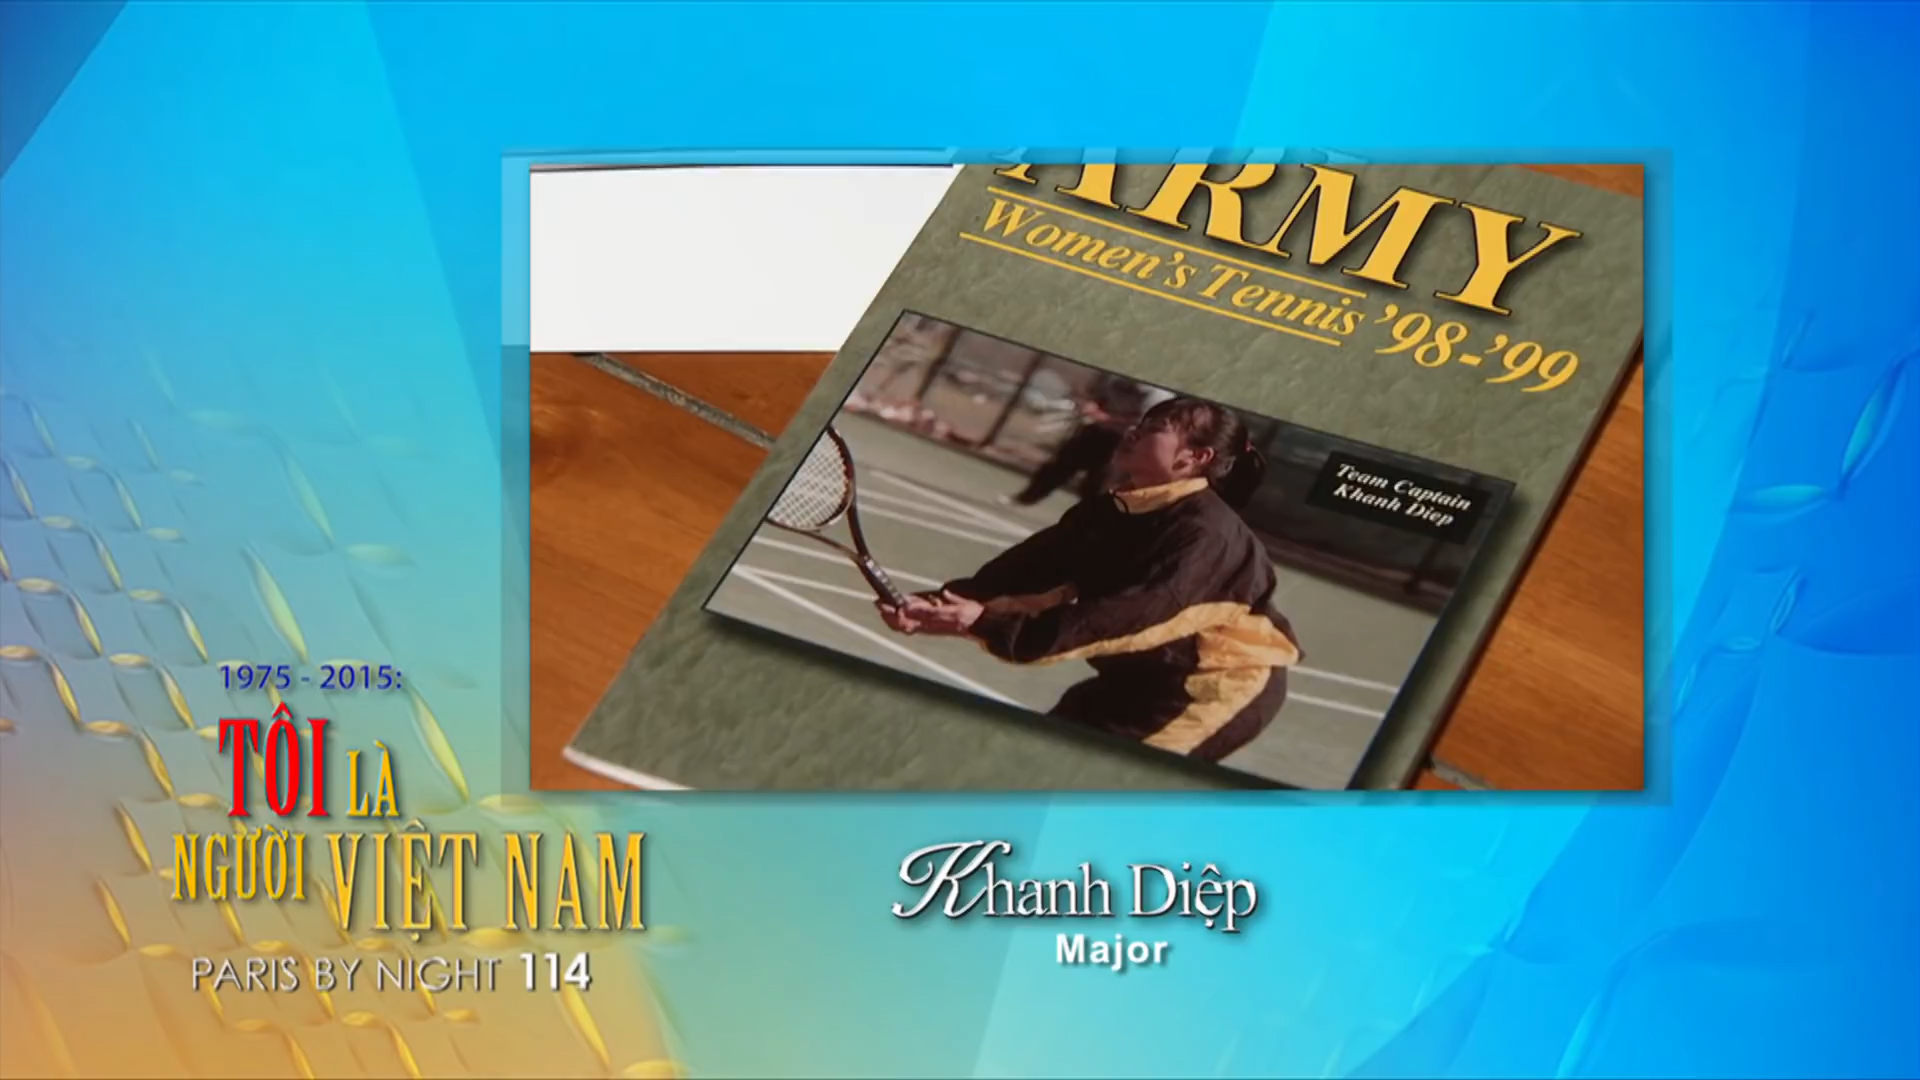 ARMY
Women's Tennis '98-'99
Team Captain
Khanh Diep
1975 - 2015:
TÔI LÀ
NGƯỜI VIỆT NAM
PARIS BY NIGHT 114
Khanh Diệp
Major